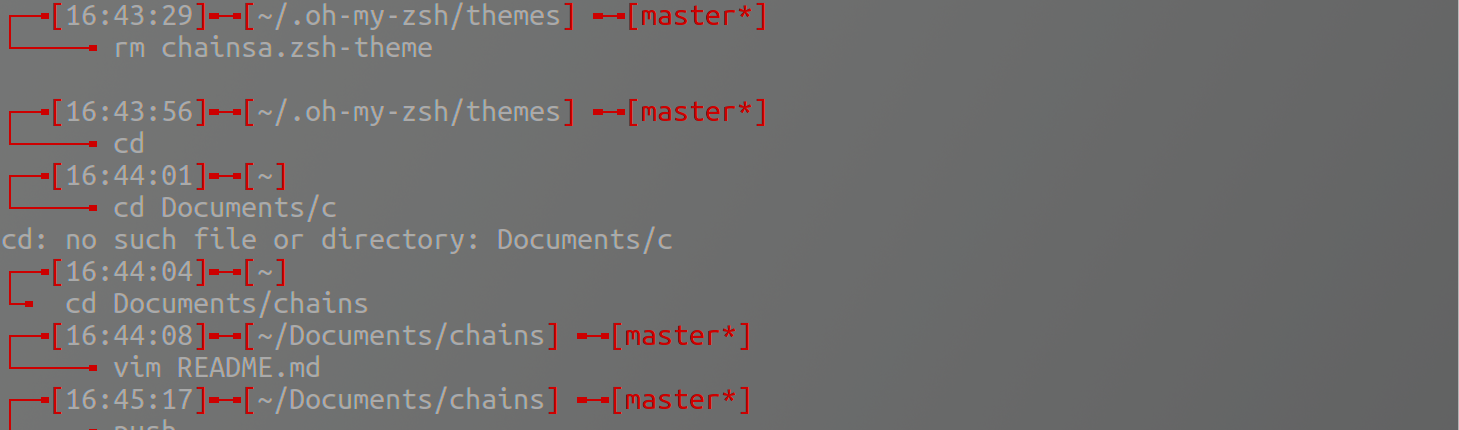 [16:43:29][~/.oh-my-zsh/themes] [master*]
rm chainsa.zsh-theme
[16:43:56][~/.oh-my-zsh/themes] [master*]
cd
[16:44:01][~]
cd Documents/c
cd: no such file or directory: Documents/c
[16:44:04][~]
cd Documents/chains
[16:44:08][~/Documents/chains] [master*]
vim README.md
[16:45:17][~/Documents/chains] [master*]